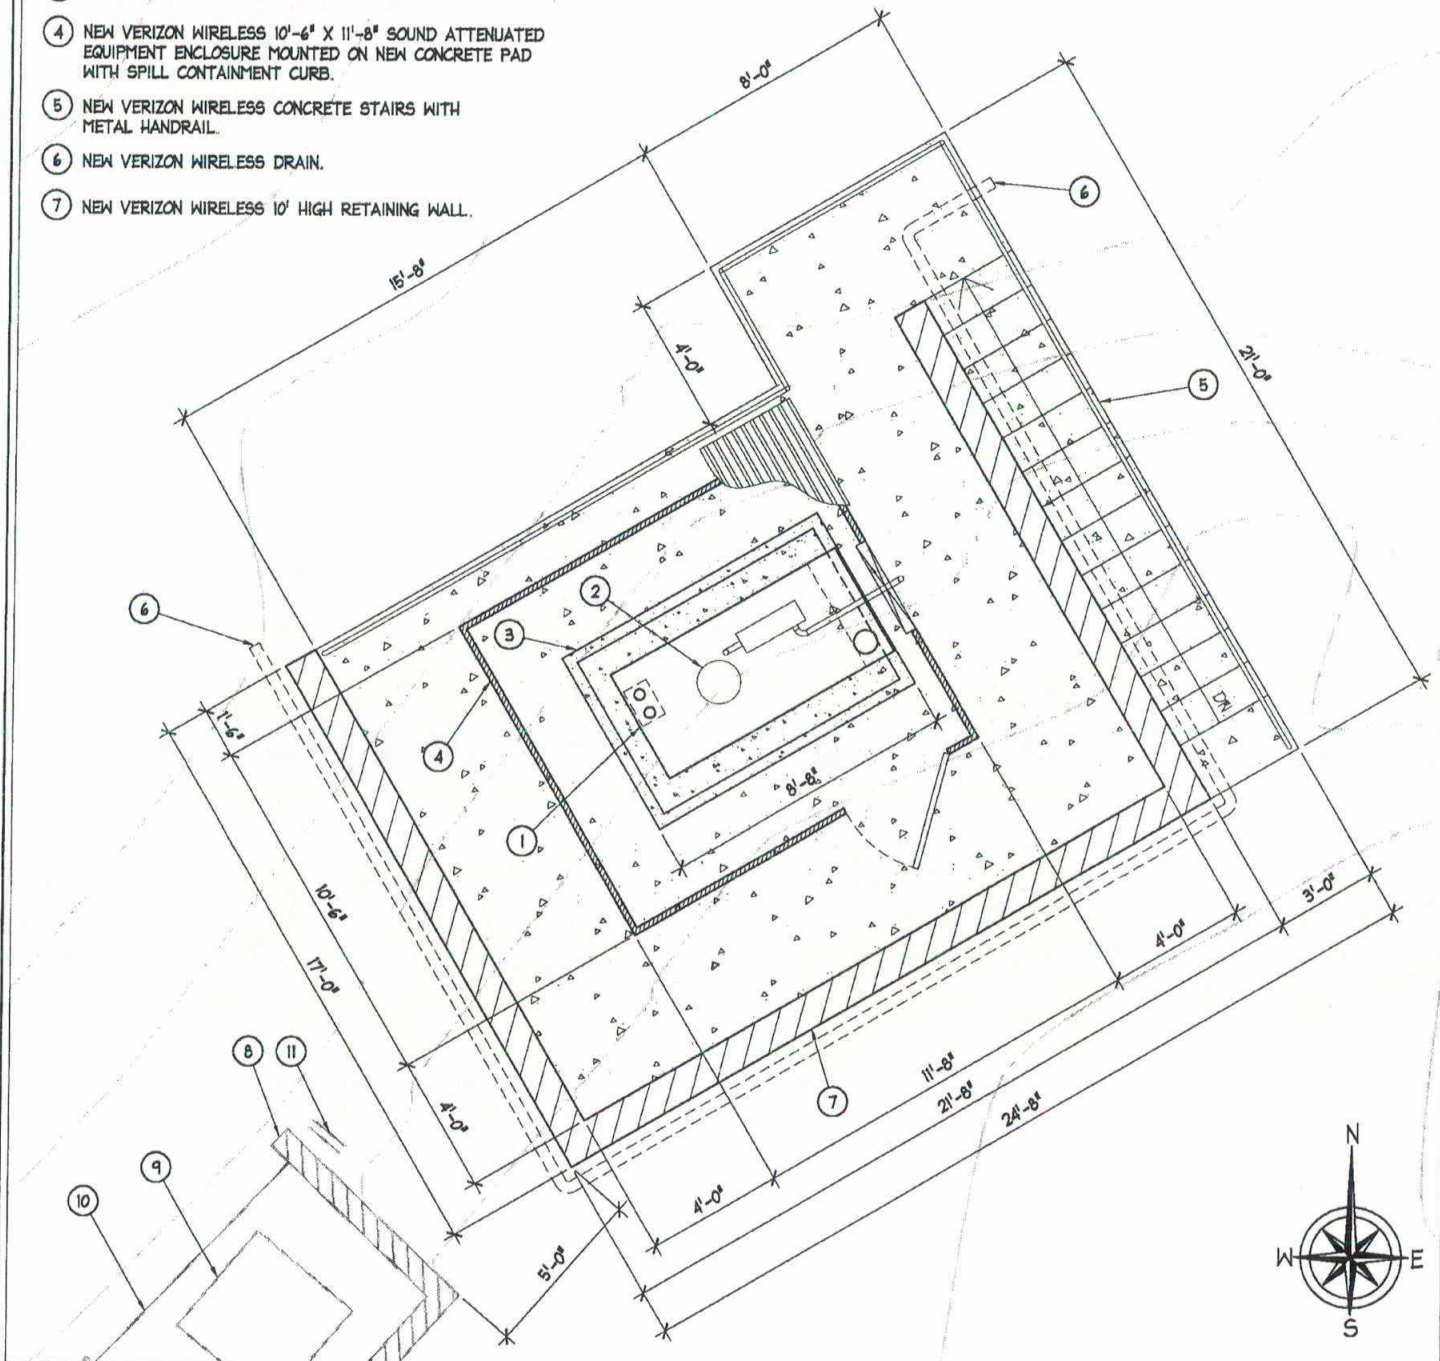 4 NEW VERIZON WIRELESS 10'-6" X 11'-8" SOUND ATTENUATED
EQUIPMENT ENCLOSURE MOUNTED ON NEW CONCRETE PAD
WITH SPILL CONTAINMENT CURB.
5 NEW VERIZON WIRELESS CONCRETE STAIRS WITH
METAL HANDRAIL.
6 NEW VERIZON WIRELESS DRAIN.
7 NEW VERIZON WIRELESS 10' HIGH RETAINING WALL.
8'-0"
15'-8"
6
4'-0"
21'-0"
5
2
6
3
1'-6"
4
8'-8"
1
DN
10'-6"
17'-0"
3'-0"
4'-0"
8
11
11'-8"
7
21'-8"
24'-8"
4'-0"
9
10
4'-0"
5'-0"
N
W
E
S